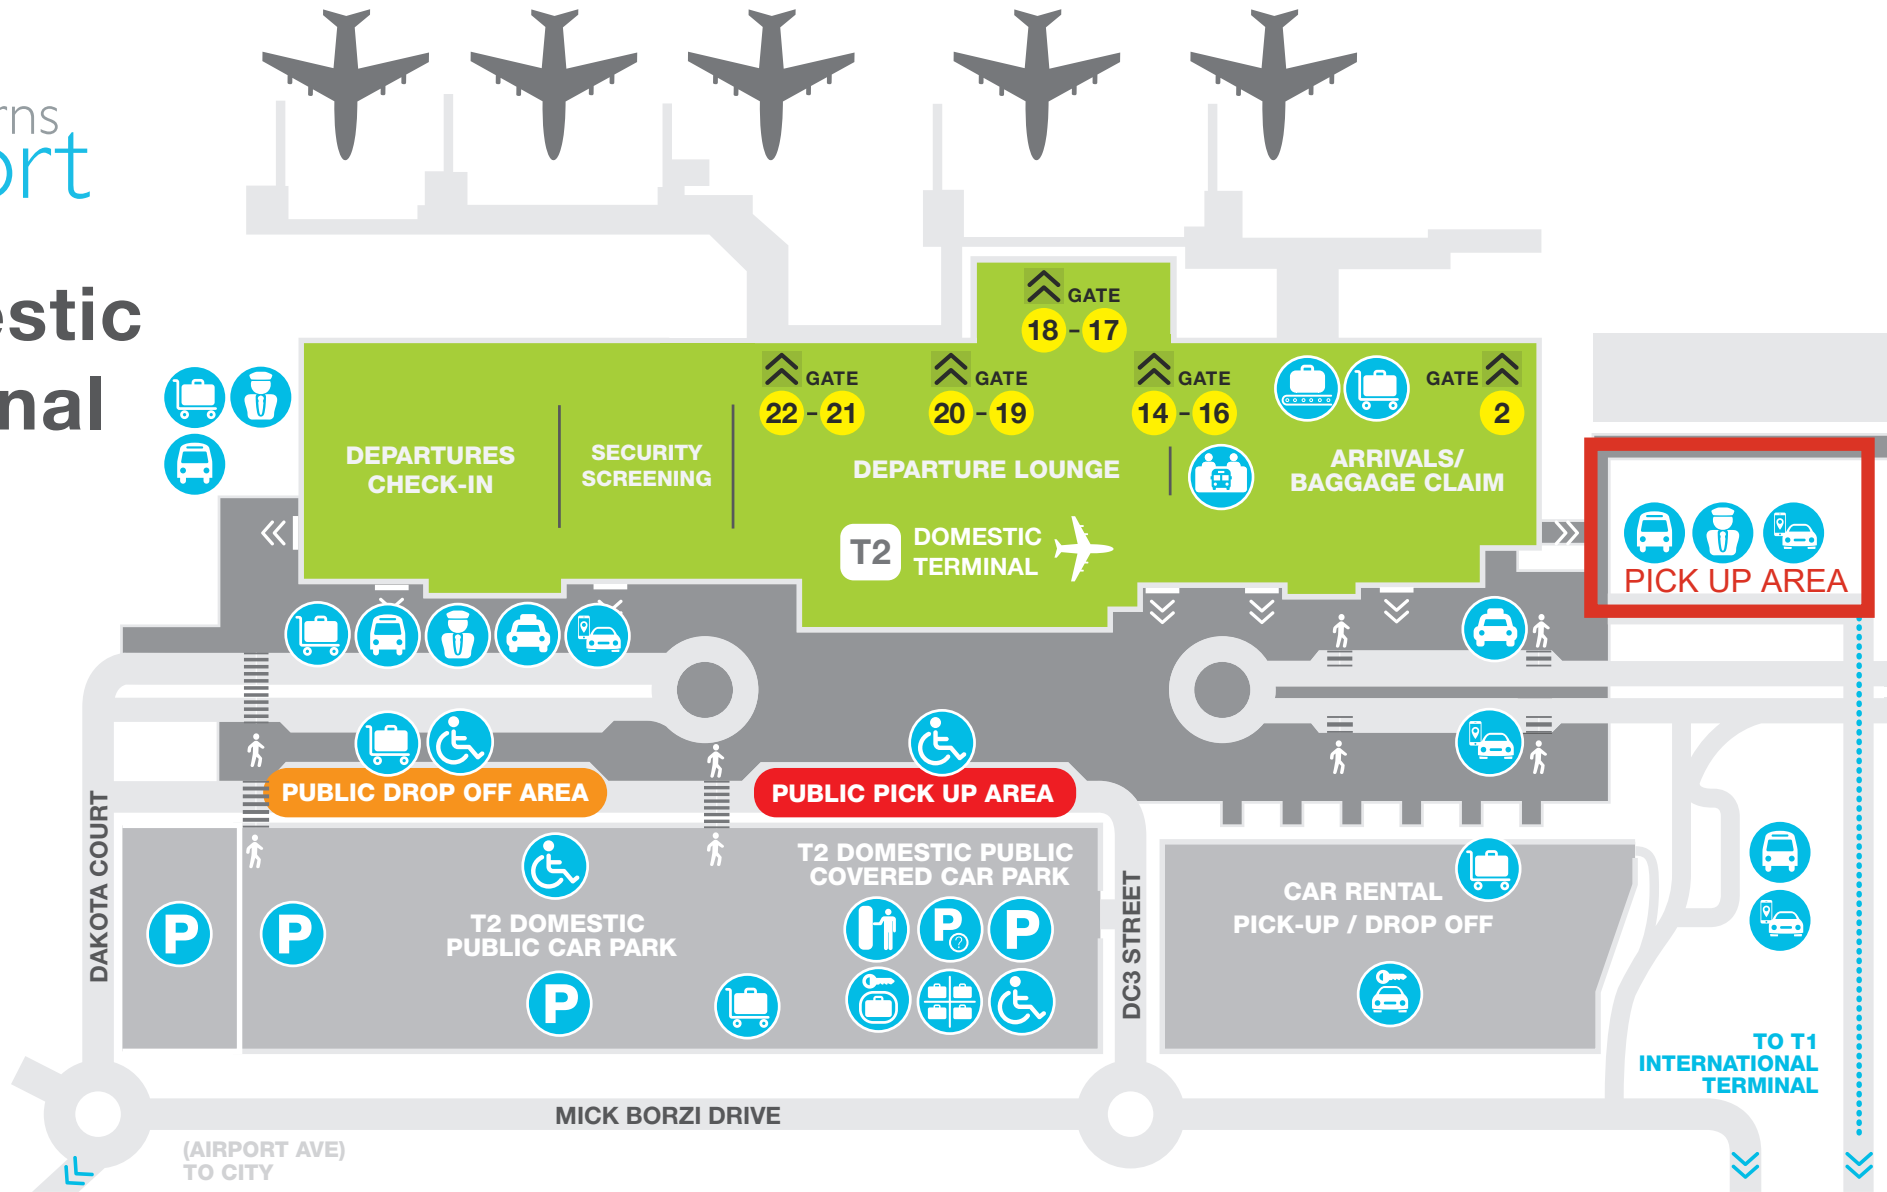 rns
ort
estic
nal
GATE
18 - 17
GATE
22 - 21
GATE
20 - 19
GATE
14 - 16
GATE
2
DEPARTURES
CHECK-IN
SECURITY
SCREENING
DEPARTURE LOUNGE
ARRIVALS/
BAGGAGE CLAIM
T2 DOMESTIC
TERMINAL
PICK UP AREA
PUBLIC DROP OFF AREA
PUBLIC PICK UP AREA
DAKOTA COURT
T2 DOMESTIC PUBLIC
COVERED CAR PARK
T2 DOMESTIC
PUBLIC CAR PARK
P
P
P
P ?
P
DC3 STREET
CAR RENTAL
PICK-UP / DROP OFF
TO T1
INTERNATIONAL
TERMINAL
MICK BORZI DRIVE
(AIRPORT AVE)
TO CITY